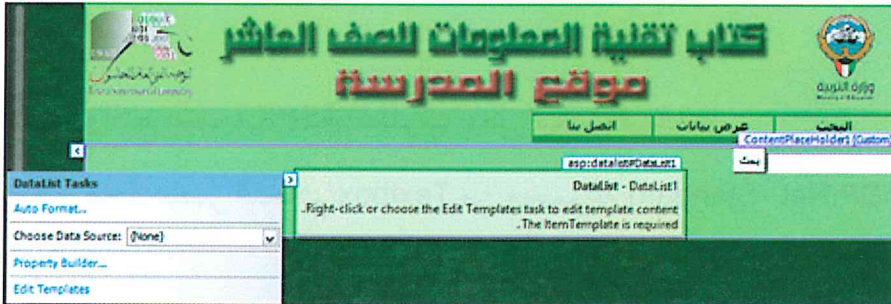 كتاب تقنية المعلومات للصف العاشر
موقع المدرسة
وزارة التربية
البحث
عرض بيانات
اتصل بنا
ContentPlaceHolder1 (Custom)
بحث
asp:datalist#DataList1
DataList - DataList1
Right-click or choose the Edit Templates task to edit template content.
The ItemTemplate is required.
DataList Tasks
Auto Format...
Choose Data Source: (None)
Property Builder...
Edit Templates